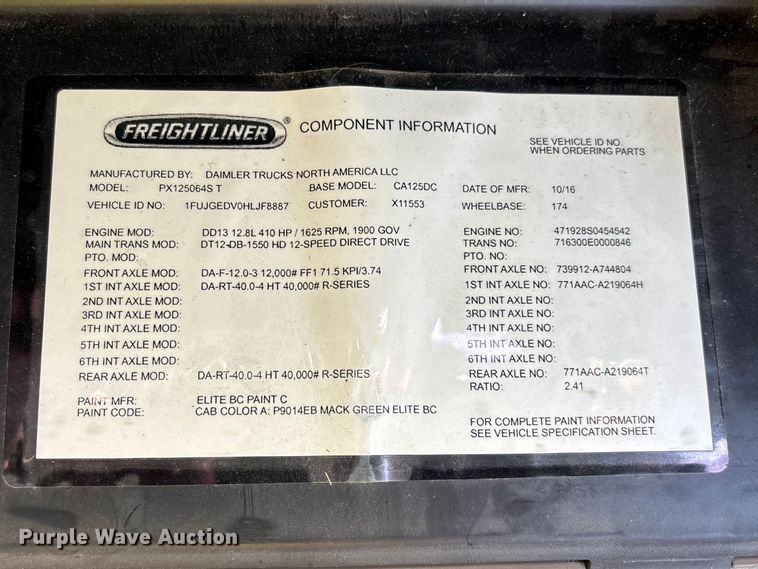 FREIGHTLINER ® COMPONENT INFORMATION
SEE VEHICLE ID NO.
WHEN ORDERING PARTS
MANUFACTURED BY: DAIMLER TRUCKS NORTH AMERICA LLC
MODEL: PX125064S T BASE MODEL: CA125DC DATE OF MFR: 10/16
VEHICLE ID NO: 1FUJGEDV0HLJF8887 CUSTOMER: X11553 WHEELBASE: 174
ENGINE MOD: DD13 12.8L 410 HP / 1625 RPM, 1900 GOV ENGINE NO: 471928S0454542
MAIN TRANS MOD: DT12-DB-1550 HD 12-SPEED DIRECT DRIVE TRANS NO: 716300E0000846
PTO. MOD: PTO. NO:
FRONT AXLE MOD: DA-F-12.0-3 12,000# FF1 71.5 KPI/3.74 FRONT AXLE NO: 739912-A744804
1ST INT AXLE MOD: DA-RT-40.0-4 HT 40,000# R-SERIES 1ST INT AXLE NO: 771AAC-A219064H
2ND INT AXLE MOD: 2ND INT AXLE NO:
3RD INT AXLE MOD: 3RD INT AXLE NO:
4TH INT AXLE MOD: 4TH INT AXLE NO:
5TH INT AXLE MOD: 5TH INT AXLE NO:
6TH INT AXLE MOD: 6TH INT AXLE NO:
REAR AXLE MOD: DA-RT-40.0-4 HT 40,000# R-SERIES REAR AXLE NO: 771AAC-A219064T
RATIO: 2.41
PAINT MFR: ELITE BC PAINT C
PAINT CODE: CAB COLOR A: P9014EB MACK GREEN ELITE BC
FOR COMPLETE PAINT INFORMATION
SEE VEHICLE SPECIFICATION SHEET.
Purple Wave Auction